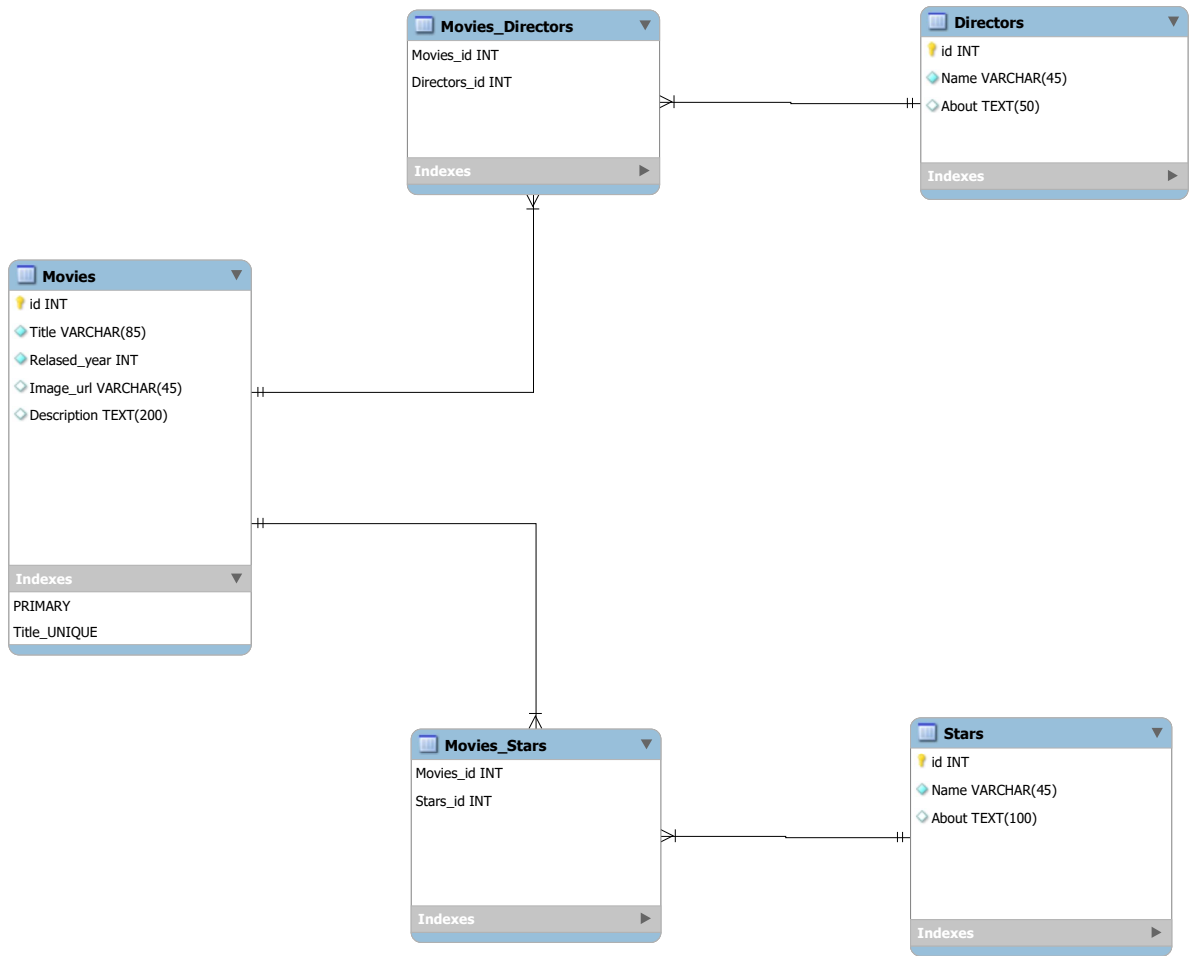 Movies_Directors
Movies_id INT
Directors_id INT
Indexes
Directors
id INT
Name VARCHAR(45)
About TEXT(50)
Indexes
Movies
id INT
Title VARCHAR(85)
Relased_year INT
Image_url VARCHAR(45)
Description TEXT(200)
Indexes
PRIMARY
Title_UNIQUE
Movies_Stars
Movies_id INT
Stars_id INT
Indexes
Stars
id INT
Name VARCHAR(45)
About TEXT(100)
Indexes